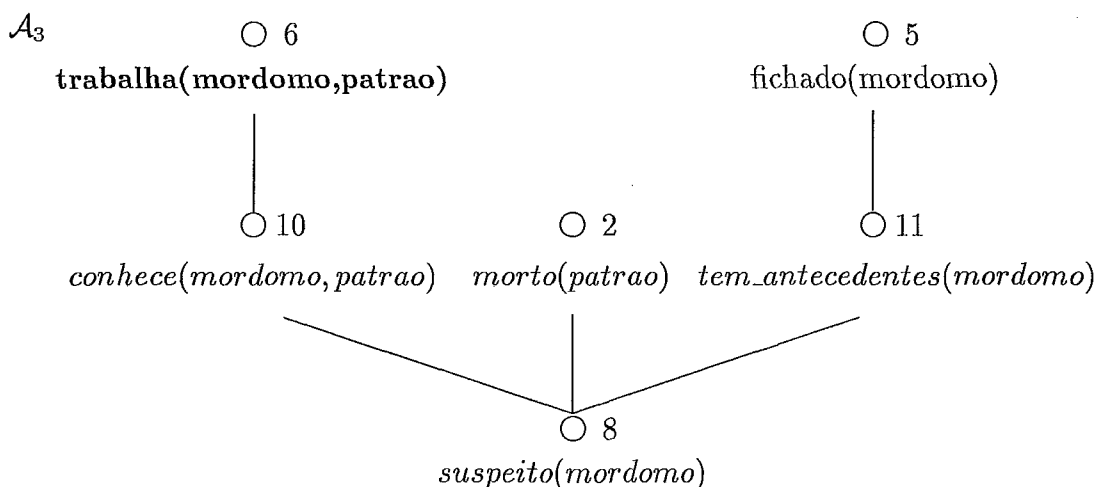 𝒜₃
6 5
trabalha(mordomo,patrao) fichado(mordomo)
10 2 11
conhece(mordomo, patrao) morto(patrao) tem_antecedentes(mordomo)
8
suspeito(mordomo)